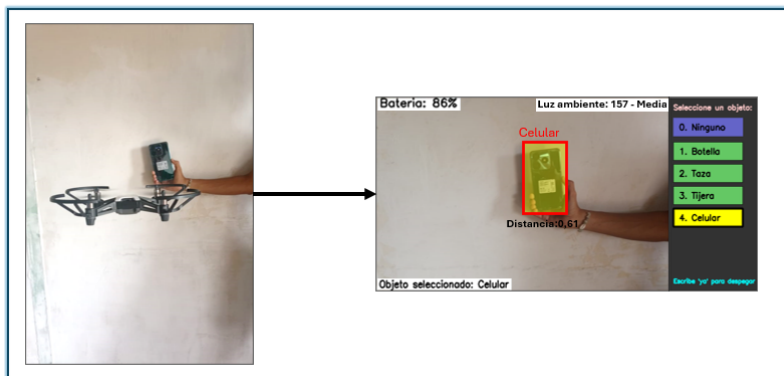 Bateria: 86%
Luz ambiente: 157 - Media
Seleccione un objeto:
0. Ninguno
1. Botella
2. Taza
3. Tijera
4. Celular
Celular
Distancia:0,61
Objeto seleccionado: Celular
Escribe 'ya' para despegar